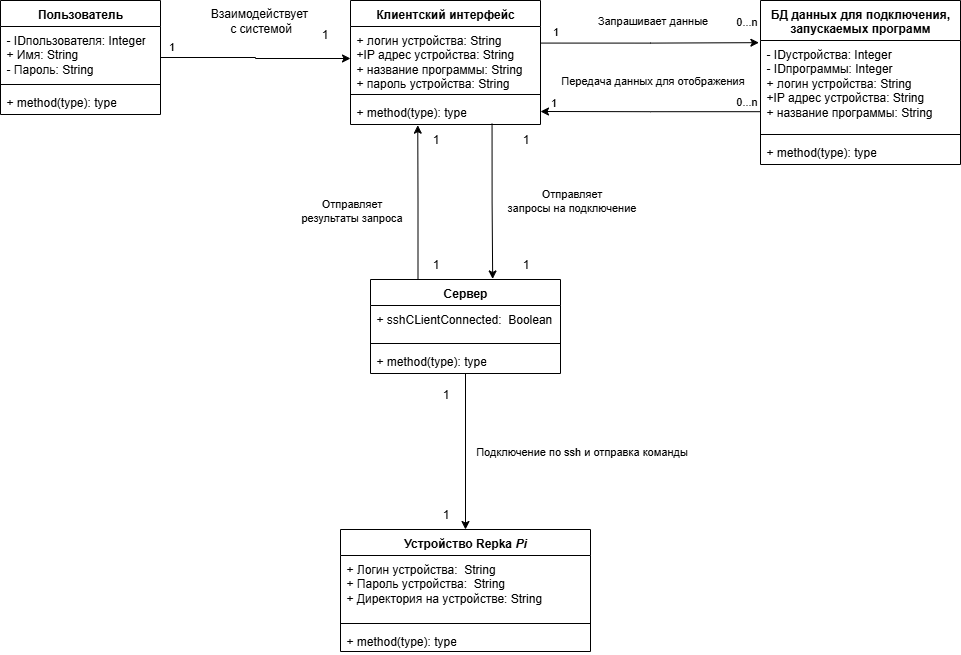 Пользователь
- IDпользователя: Integer
+ Имя: String
- Пароль: String
+ method(type): type
Взаимодействует
с системой
1
1
Клиентский интерфейс
+ логин устройства: String
+IP адрес устройства: String
+ название программы: String
+ пароль устройства: String
+ method(type): type
Запрашивает данные
1
0...n
Передача данных для отображения
1
0...n
БД данных для подключения,
запускаемых программ
- IDустройства: Integer
- IDпрограммы: Integer
+ логин устройства: String
+IP адрес устройства: String
+ название программы: String
+ method(type): type
1
1
Отправляет
результаты запроса
Отправляет
запросы на подключение
1
1
Сервер
+ sshCLientConnected: Boolean
+ method(type): type
1
Подключение по ssh и отправка команды
1
Устройство Repka Pi
+ Логин устройства: String
+ Пароль устройства: String
+ Директория на устройстве: String
+ method(type): type